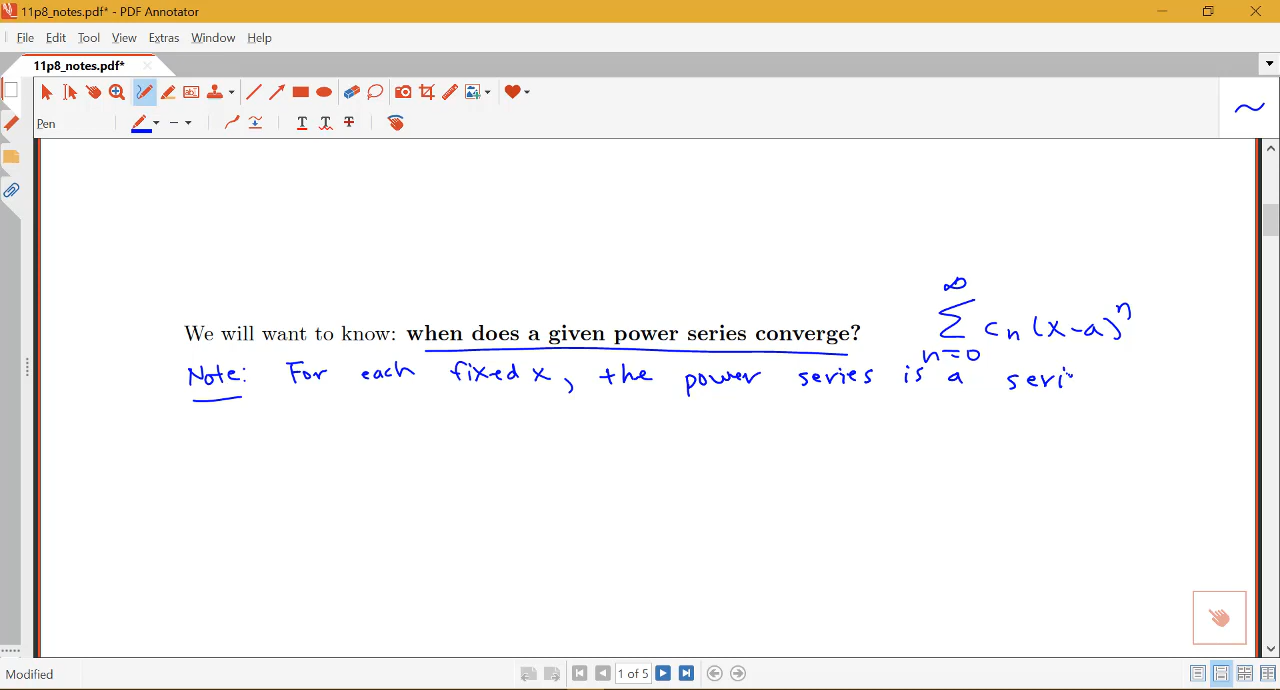 11p8_notes.pdf* - PDF Annotator
File Edit Tool View Extras Window Help
11p8_notes.pdf*
Pen
∞
We will want to know: when does a given power series converge? Σ cn (x-a)^n
n=0
Note: For each fixed x, the power series is a seri
1 of 5
Modified